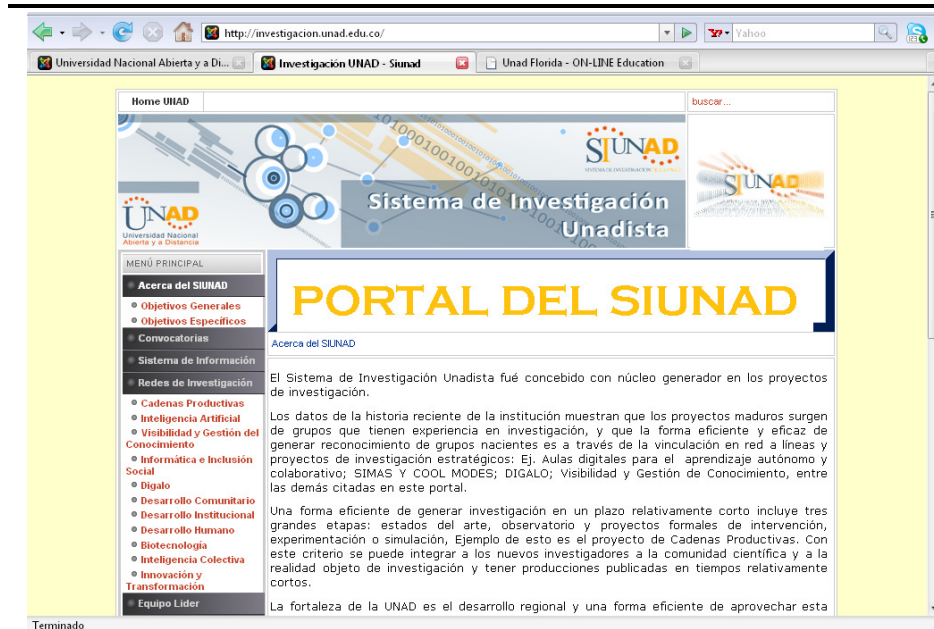 http://investigacion.unad.edu.co/
Yahoo
Universidad Nacional Abierta y a Di...
Investigación UNAD - Siunad
Unad Florida - ON-LINE Education
Home UNAD
buscar...
SIUNAD
SIUNAD
Sistema de Investigación
Unadista
UNAD
Universidad Nacional
Abierta y a Distancia
MENÚ PRINCIPAL
Acerca del SIUNAD
Objetivos Generales
Objetivos Específicos
Convocatorias
Sistema de Información
Redes de Investigación
Cadenas Productivas
Inteligencia Artificial
Visibilidad y Gestión del
Conocimiento
Informática e Inclusión
Social
Digalo
Desarrollo Comunitario
Desarrollo Institucional
Desarrollo Humano
Biotecnología
Inteligencia Colectiva
Innovación y
Transformación
Equipo Lider
PORTAL DEL SIUNAD
Acerca del SIUNAD
El Sistema de Investigación Unadista fué concebido con núcleo generador en los proyectos
de investigación.
Los datos de la historia reciente de la institución muestran que los proyectos maduros surgen
de grupos que tienen experiencia en investigación, y que la forma eficiente y eficaz de
generar reconocimiento de grupos nacientes es a través de la vinculación en red a líneas y
proyectos de investigación estratégicos: Ej. Aulas digitales para el aprendizaje autónomo y
colaborativo; SIMAS Y COOL MODES; DIGALO; Visibilidad y Gestión de Conocimiento, entre
las demás citadas en este portal.
Una forma eficiente de generar investigación en un plazo relativamente corto incluye tres
grandes etapas: estados del arte, observatorio y proyectos formales de intervención,
experimentación o simulación, Ejemplo de esto es el proyecto de Cadenas Productivas. Con
este criterio se puede integrar a los nuevos investigadores a la comunidad científica y a la
realidad objeto de investigación y tener producciones publicadas en tiempos relativamente
cortos.
La fortaleza de la UNAD es el desarrollo regional y una forma eficiente de aprovechar esta
Terminado